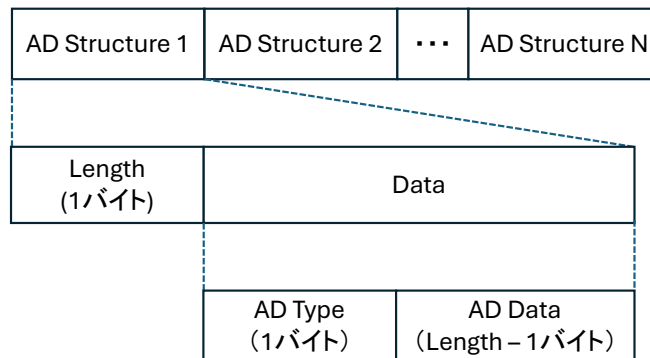 AD Structure 1
AD Structure 2
･･･
AD Structure N
Length
(1バイト)
Data
AD Type
（1バイト）
AD Data
（Length – 1バイト）